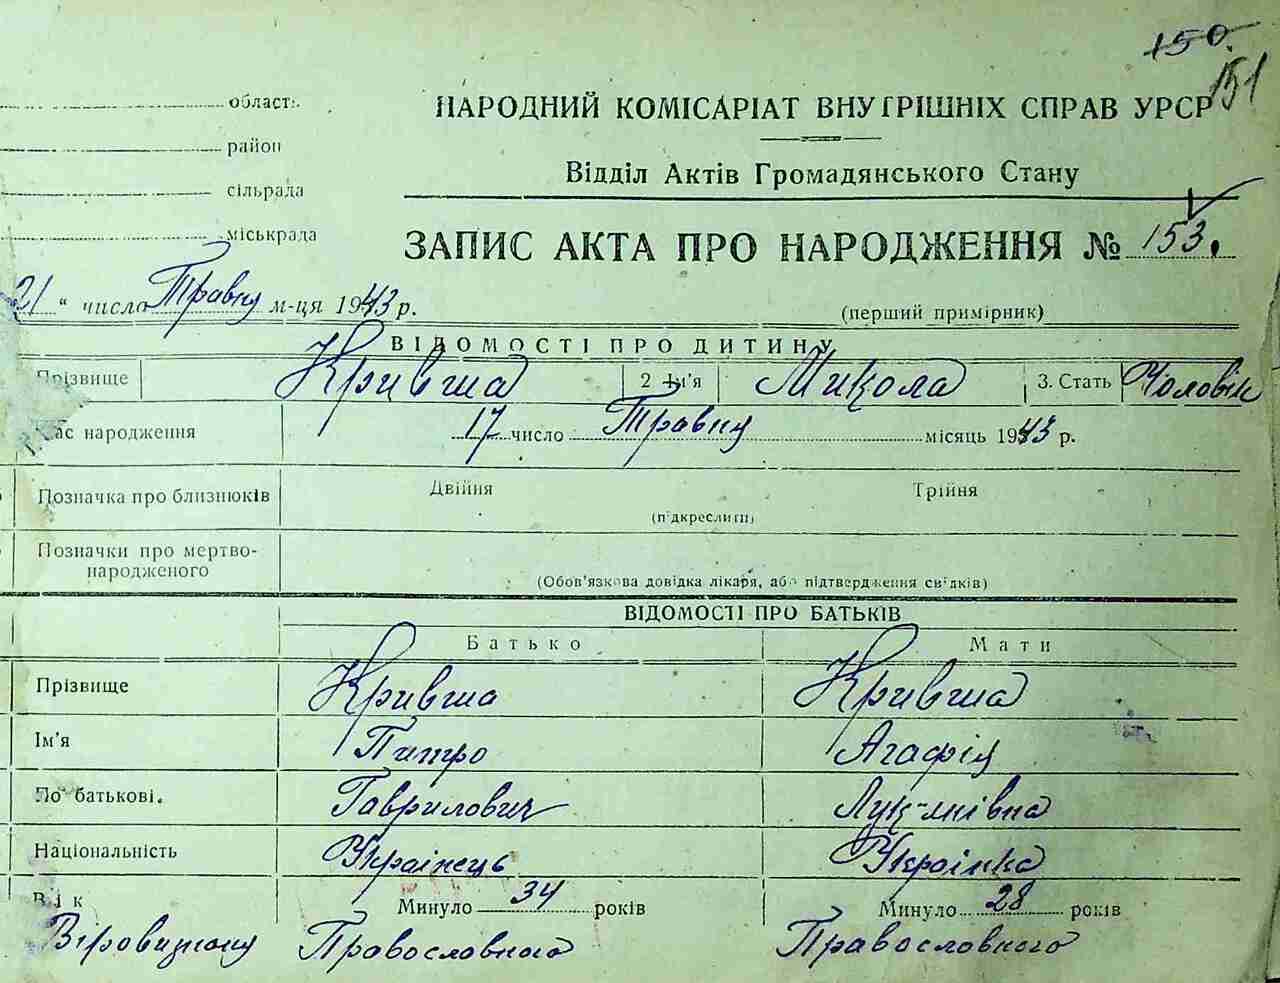 150.
151
область
район
сільрада
міськрада
НАРОДНИЙ КОМІСАРІАТ ВНУТРІШНІХ СПРАВ УРСР
Відділ Актів Громадянського Стану
ЗАПИС АКТА ПРО НАРОДЖЕННЯ № 153.
21 " число Травня м-ця 1943 р.
(перший примірник)
ВІДОМОСТІ ПРО ДИТИНУ
Прізвище Кривша 2 Ім'я Микола 3. Стать Чоловік
Час народження 17 число Травня місяць 1943 р.
Позначка про близнюків Двійня Трійня
(підкреслити)
Позначки про мертво-
народженого
(Обов'язкова довідка лікаря, або підтвердження свідків)
ВІДОМОСТІ ПРО БАТЬКІВ
Батько Мати
Прізвище Кривша Кривша
Ім'я Питро Агафія
По батькові. Гаврилович Лук-янівна
Національність Українець Українка
Вік Минуло 34 років Минуло 28 років
Православного Православного